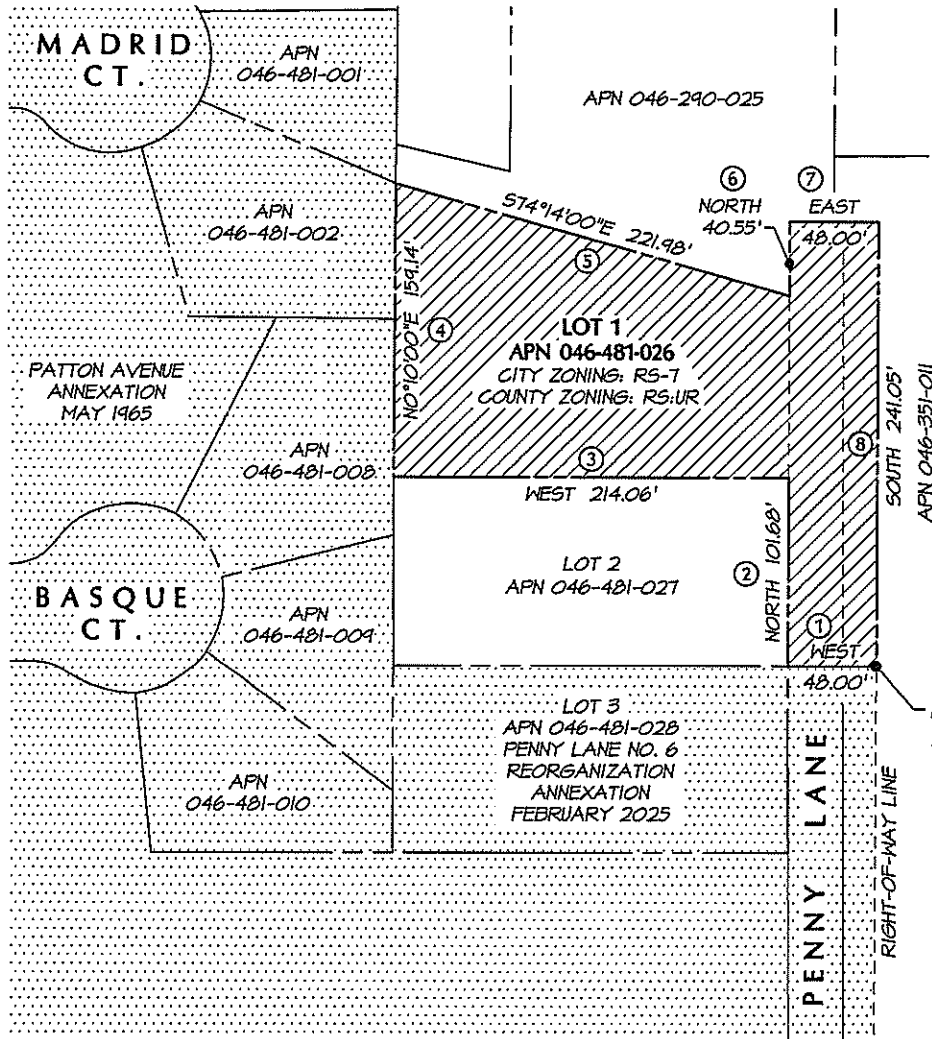 MADRID
CT.
APN
046-481-001
APN 046-290-025
⑥
NORTH
40.55'
⑦
EAST
48.00'
APN
046-481-002
S74°14'00"E 221.98'
⑤
N0°10'00"E 159.14'
④
LOT 1
APN 046-481-026
CITY ZONING: RS-7
COUNTY ZONING: RS:UR
PATTON AVENUE
ANNEXATION
MAY 1965
⑧
SOUTH 241.05'
APN 046-351-011
APN
046-481-008
③
WEST 214.06'
LOT 2
APN 046-481-027
②
NORTH 101.68'
①
WEST
48.00'
BASQUE
CT.
APN
046-481-009
LOT 3
APN 046-481-028
PENNY LANE NO. 6
REORGANIZATION
ANNEXATION
FEBRUARY 2025
APN
046-481-010
PENNY LANE
RIGHT-OF-WAY LINE